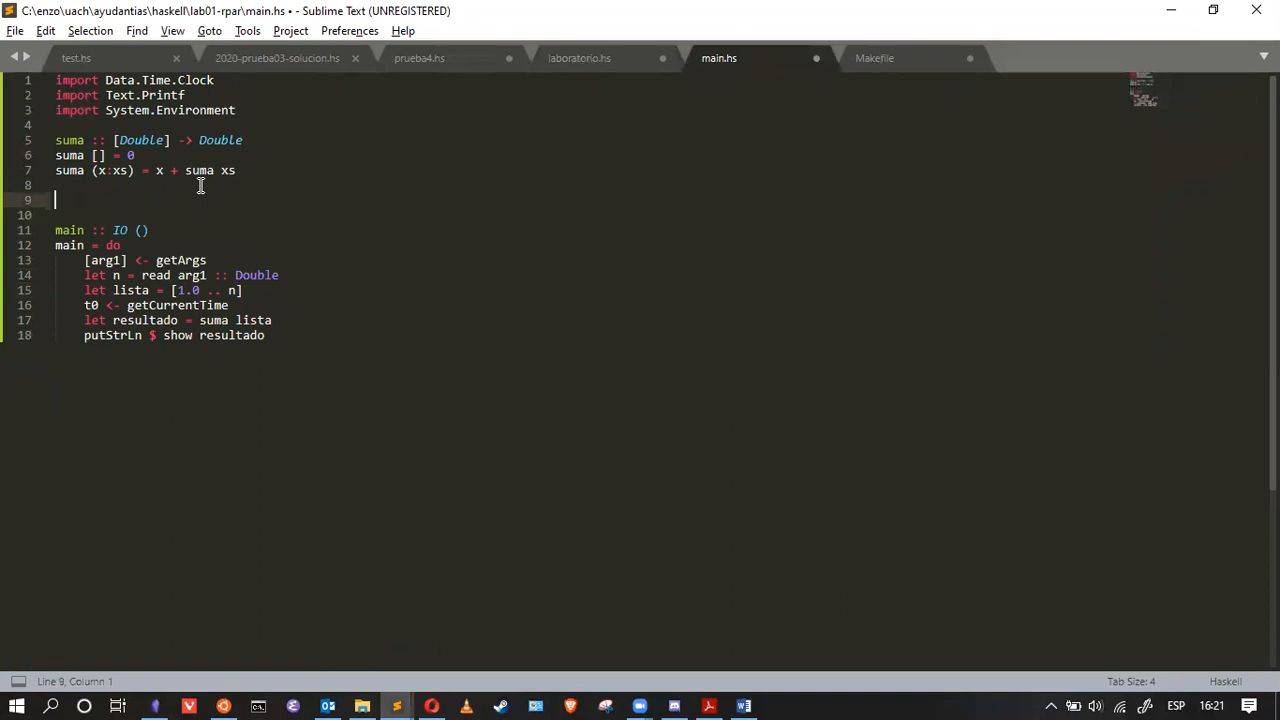 C:\enzo\uach\ayudantias\haskell\lab01-rpar\main.hs • - Sublime Text (UNREGISTERED)
File Edit Selection Find View Goto Tools Project Preferences Help
test.hs 2020-prueba03-solucion.hs prueba4.hs laboratorio.hs main.hs Makefile
1 import Data.Time.Clock
2 import Text.Printf
3 import System.Environment
4
5 suma :: [Double] -> Double
6 suma [] = 0
7 suma (x:xs) = x + suma xs
8
9
10
11 main :: IO ()
12 main = do
13 [arg1] <- getArgs
14 let n = read arg1 :: Double
15 let lista = [1.0 .. n]
16 t0 <- getCurrentTime
17 let resultado = suma lista
18 putStrLn $ show resultado
Line 9, Column 1 Tab Size: 4 Haskell
ESP 16:21